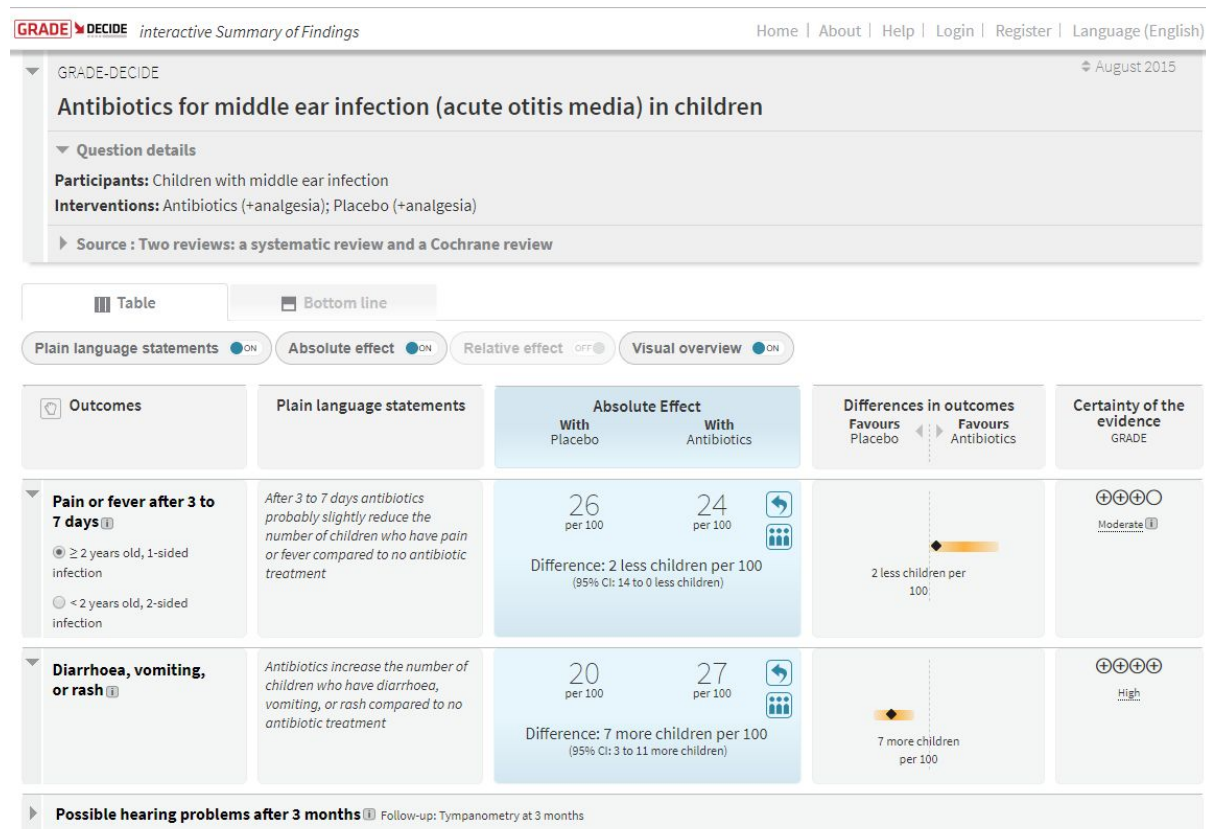 GRADE DECIDE interactive Summary of Findings
Home | About | Help | Login | Register | Language (English)
GRADE-DECIDE
August 2015
Antibiotics for middle ear infection (acute otitis media) in children
Question details
Participants: Children with middle ear infection
Interventions: Antibiotics (+analgesia); Placebo (+analgesia)
Source : Two reviews: a systematic review and a Cochrane review
Table
Bottom line
Plain language statements ON
Absolute effect ON
Relative effect OFF
Visual overview ON
Outcomes
Plain language statements
Absolute Effect
With With
Placebo Antibiotics
Differences in outcomes
Favours Favours
Placebo Antibiotics
Certainty of the
evidence
GRADE
Pain or fever after 3 to
7 days i
≥ 2 years old, 1-sided
infection
< 2 years old, 2-sided
infection
After 3 to 7 days antibiotics
probably slightly reduce the
number of children who have pain
or fever compared to no antibiotic
treatment
26 24
per 100 per 100
Difference: 2 less children per 100
(95% CI: 14 to 0 less children)
2 less children per
100
Moderate i
Diarrhoea, vomiting,
or rash i
Antibiotics increase the number of
children who have diarrhoea,
vomiting, or rash compared to no
antibiotic treatment
20 27
per 100 per 100
Difference: 7 more children per 100
(95% CI: 3 to 11 more children)
7 more children
per 100
High
Possible hearing problems after 3 months i Follow-up: Tympanometry at 3 months